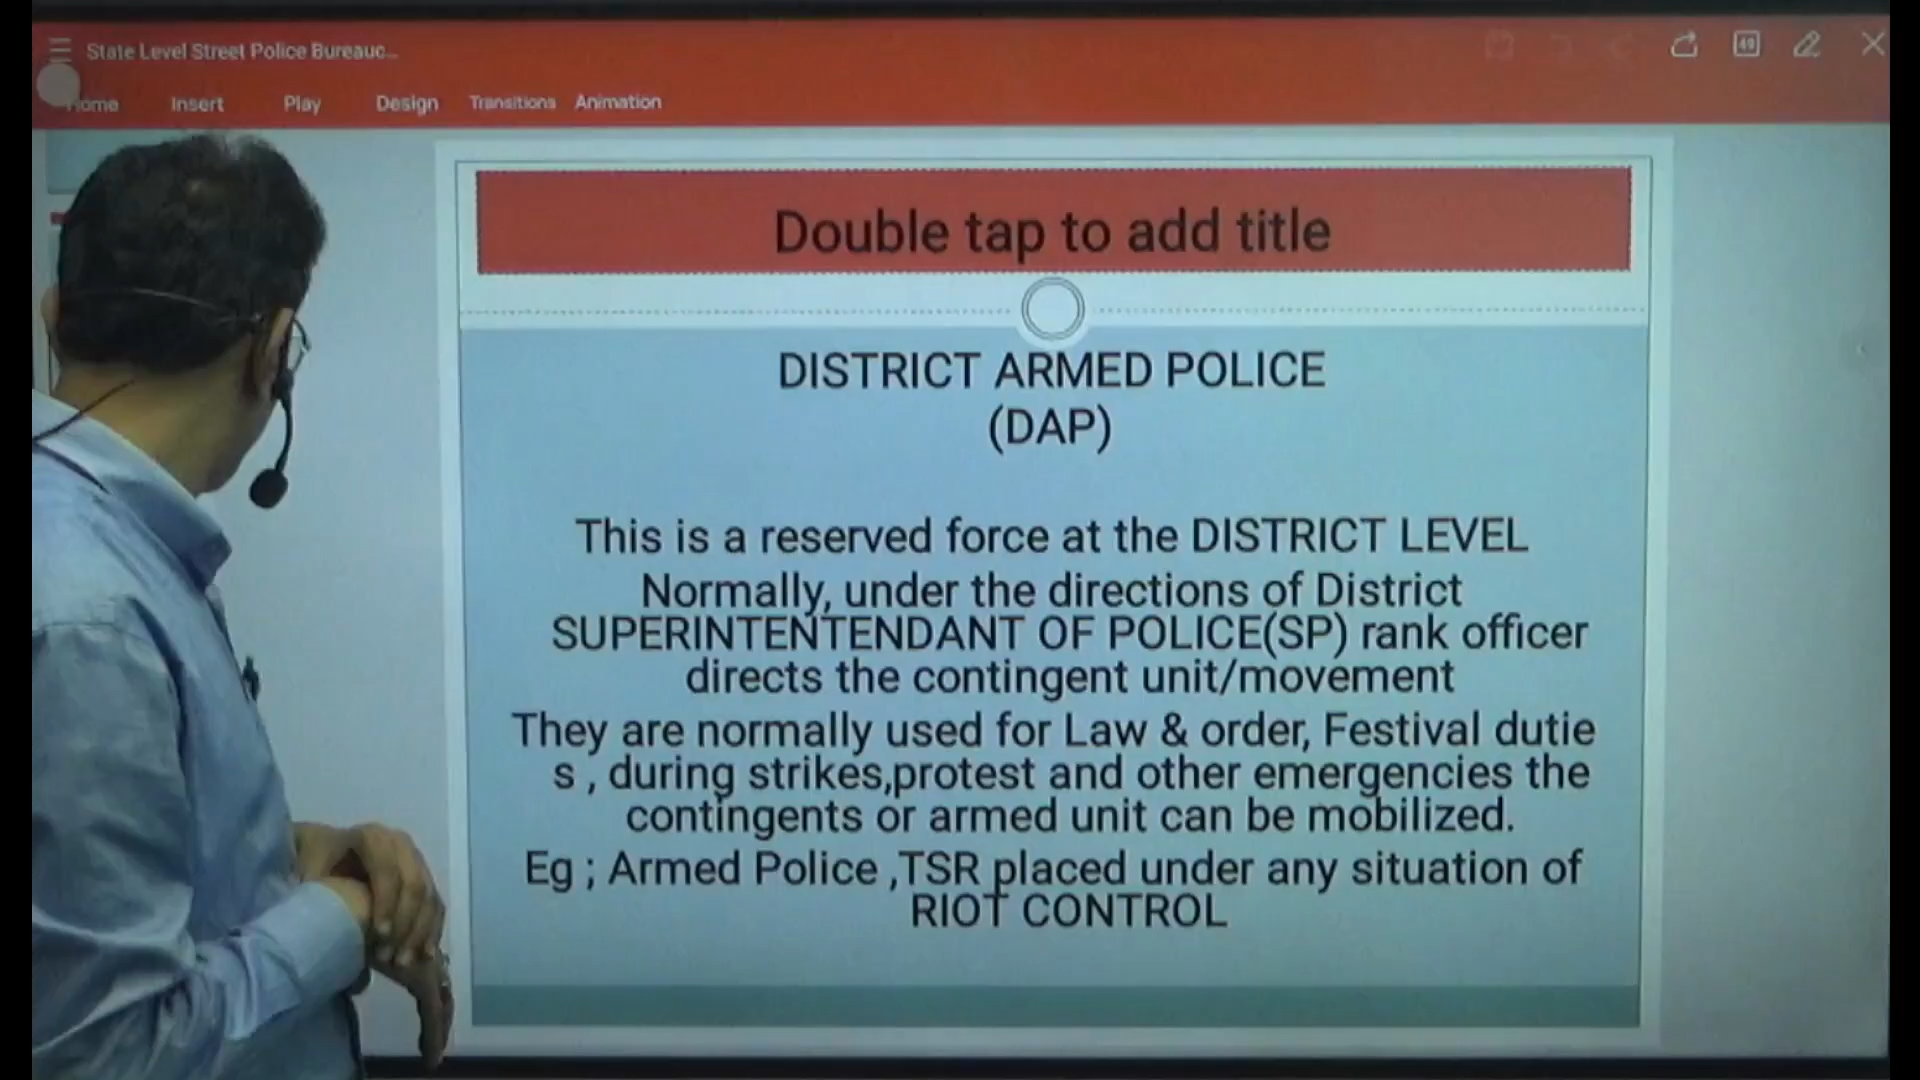 State Level Street Police Bureauc...
49
Home Insert Play Design Transitions Animation
Double tap to add title
DISTRICT ARMED POLICE
(DAP)
This is a reserved force at the DISTRICT LEVEL
Normally, under the directions of District
SUPERINTENTENDANT OF POLICE(SP) rank officer
directs the contingent unit/movement
They are normally used for Law & order, Festival dutie
s , during strikes,protest and other emergencies the
contingents or armed unit can be mobilized.
Eg ; Armed Police ,TSR placed under any situation of
RIOT CONTROL